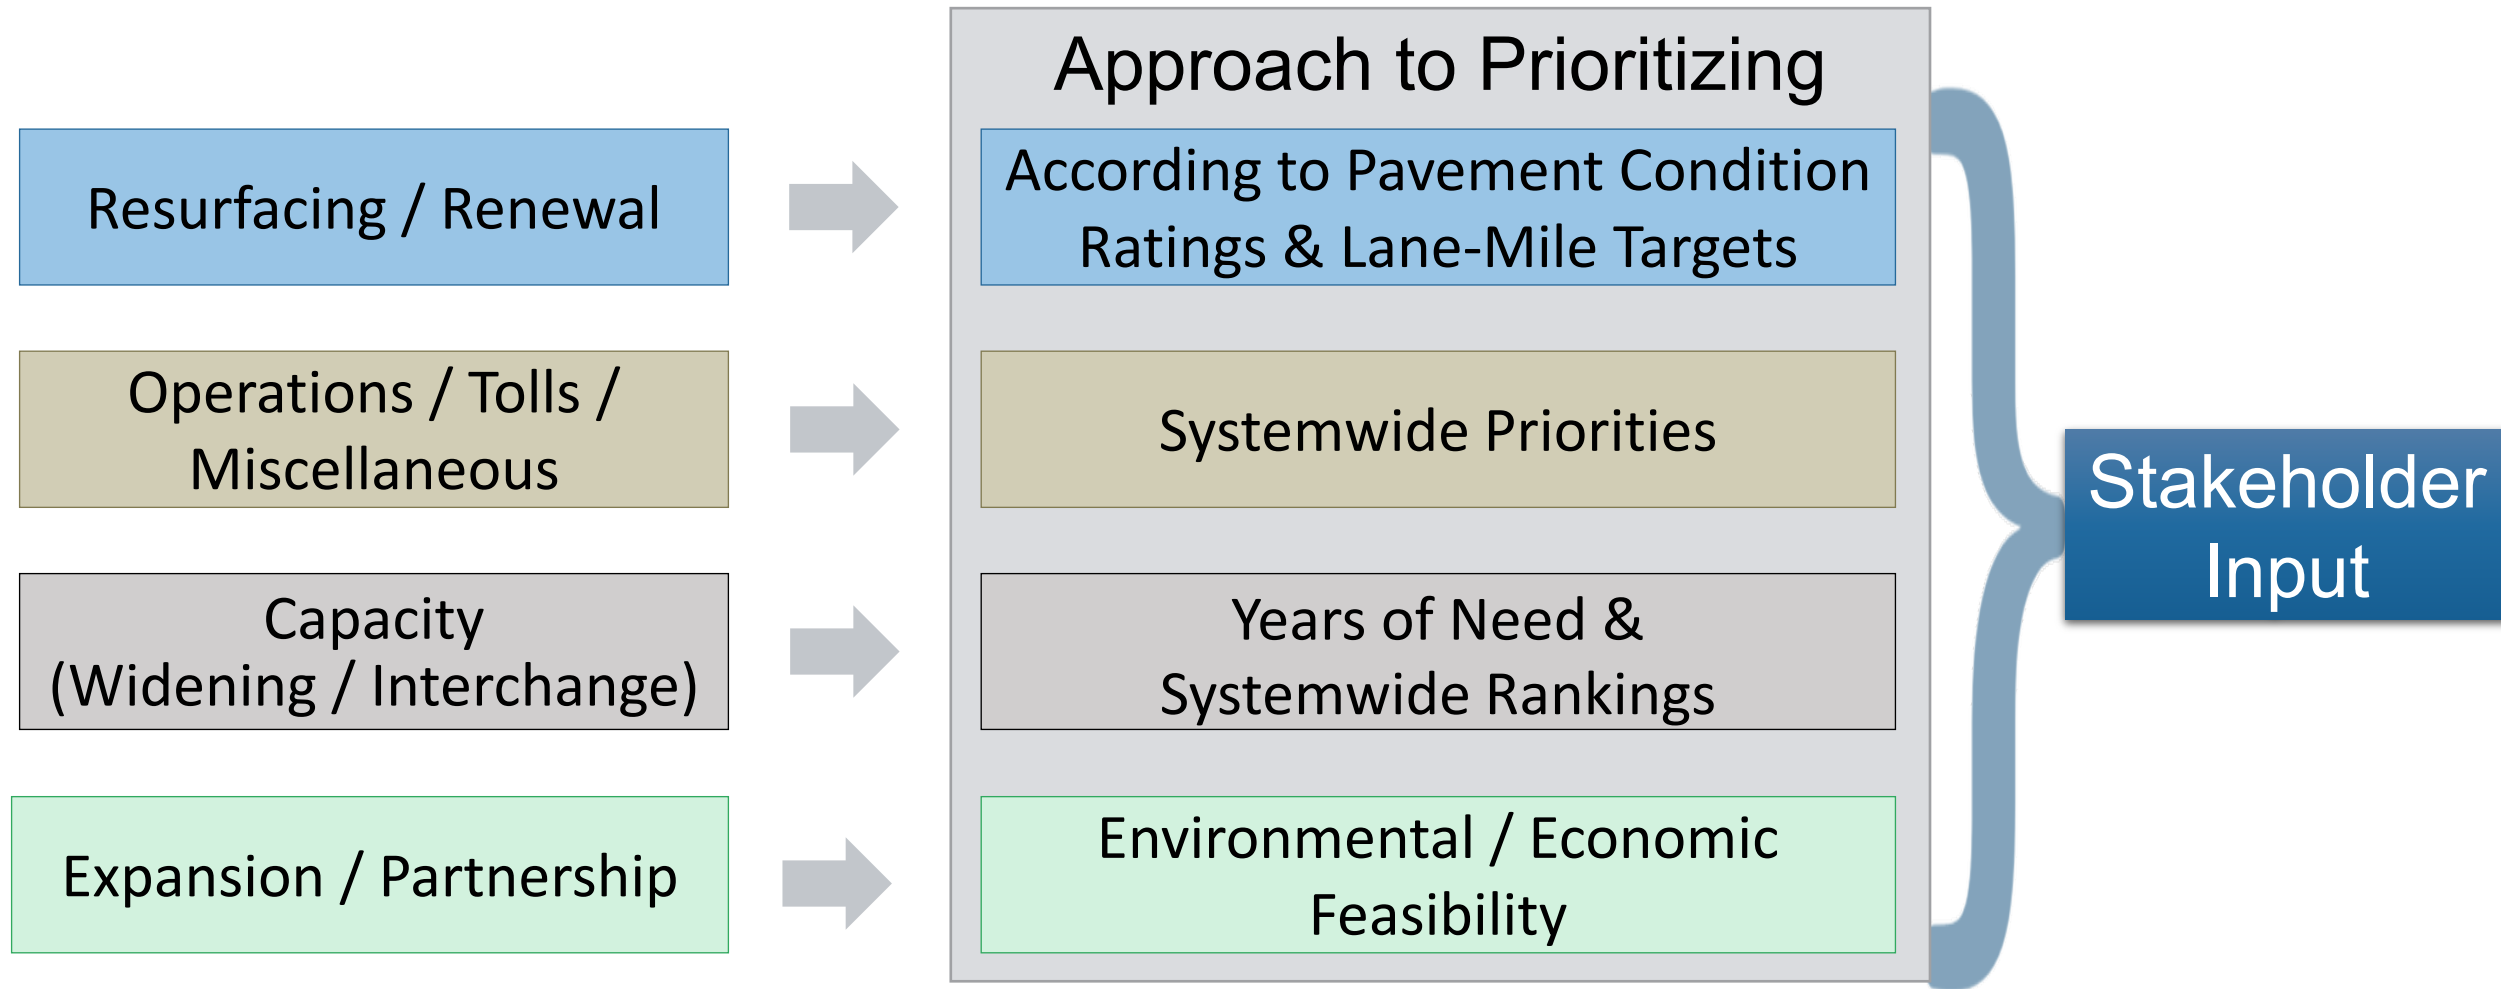 Approach to Prioritizing
Resurfacing / Renewal
According to Pavement Condition
Ratings & Lane-Mile Targets
Operations / Tolls /
Miscellaneous
Systemwide Priorities
Capacity
(Widening / Interchange)
Years of Need &
Systemwide Rankings
Expansion / Partnership
Environmental / Economic
Feasibility
Stakeholder
Input